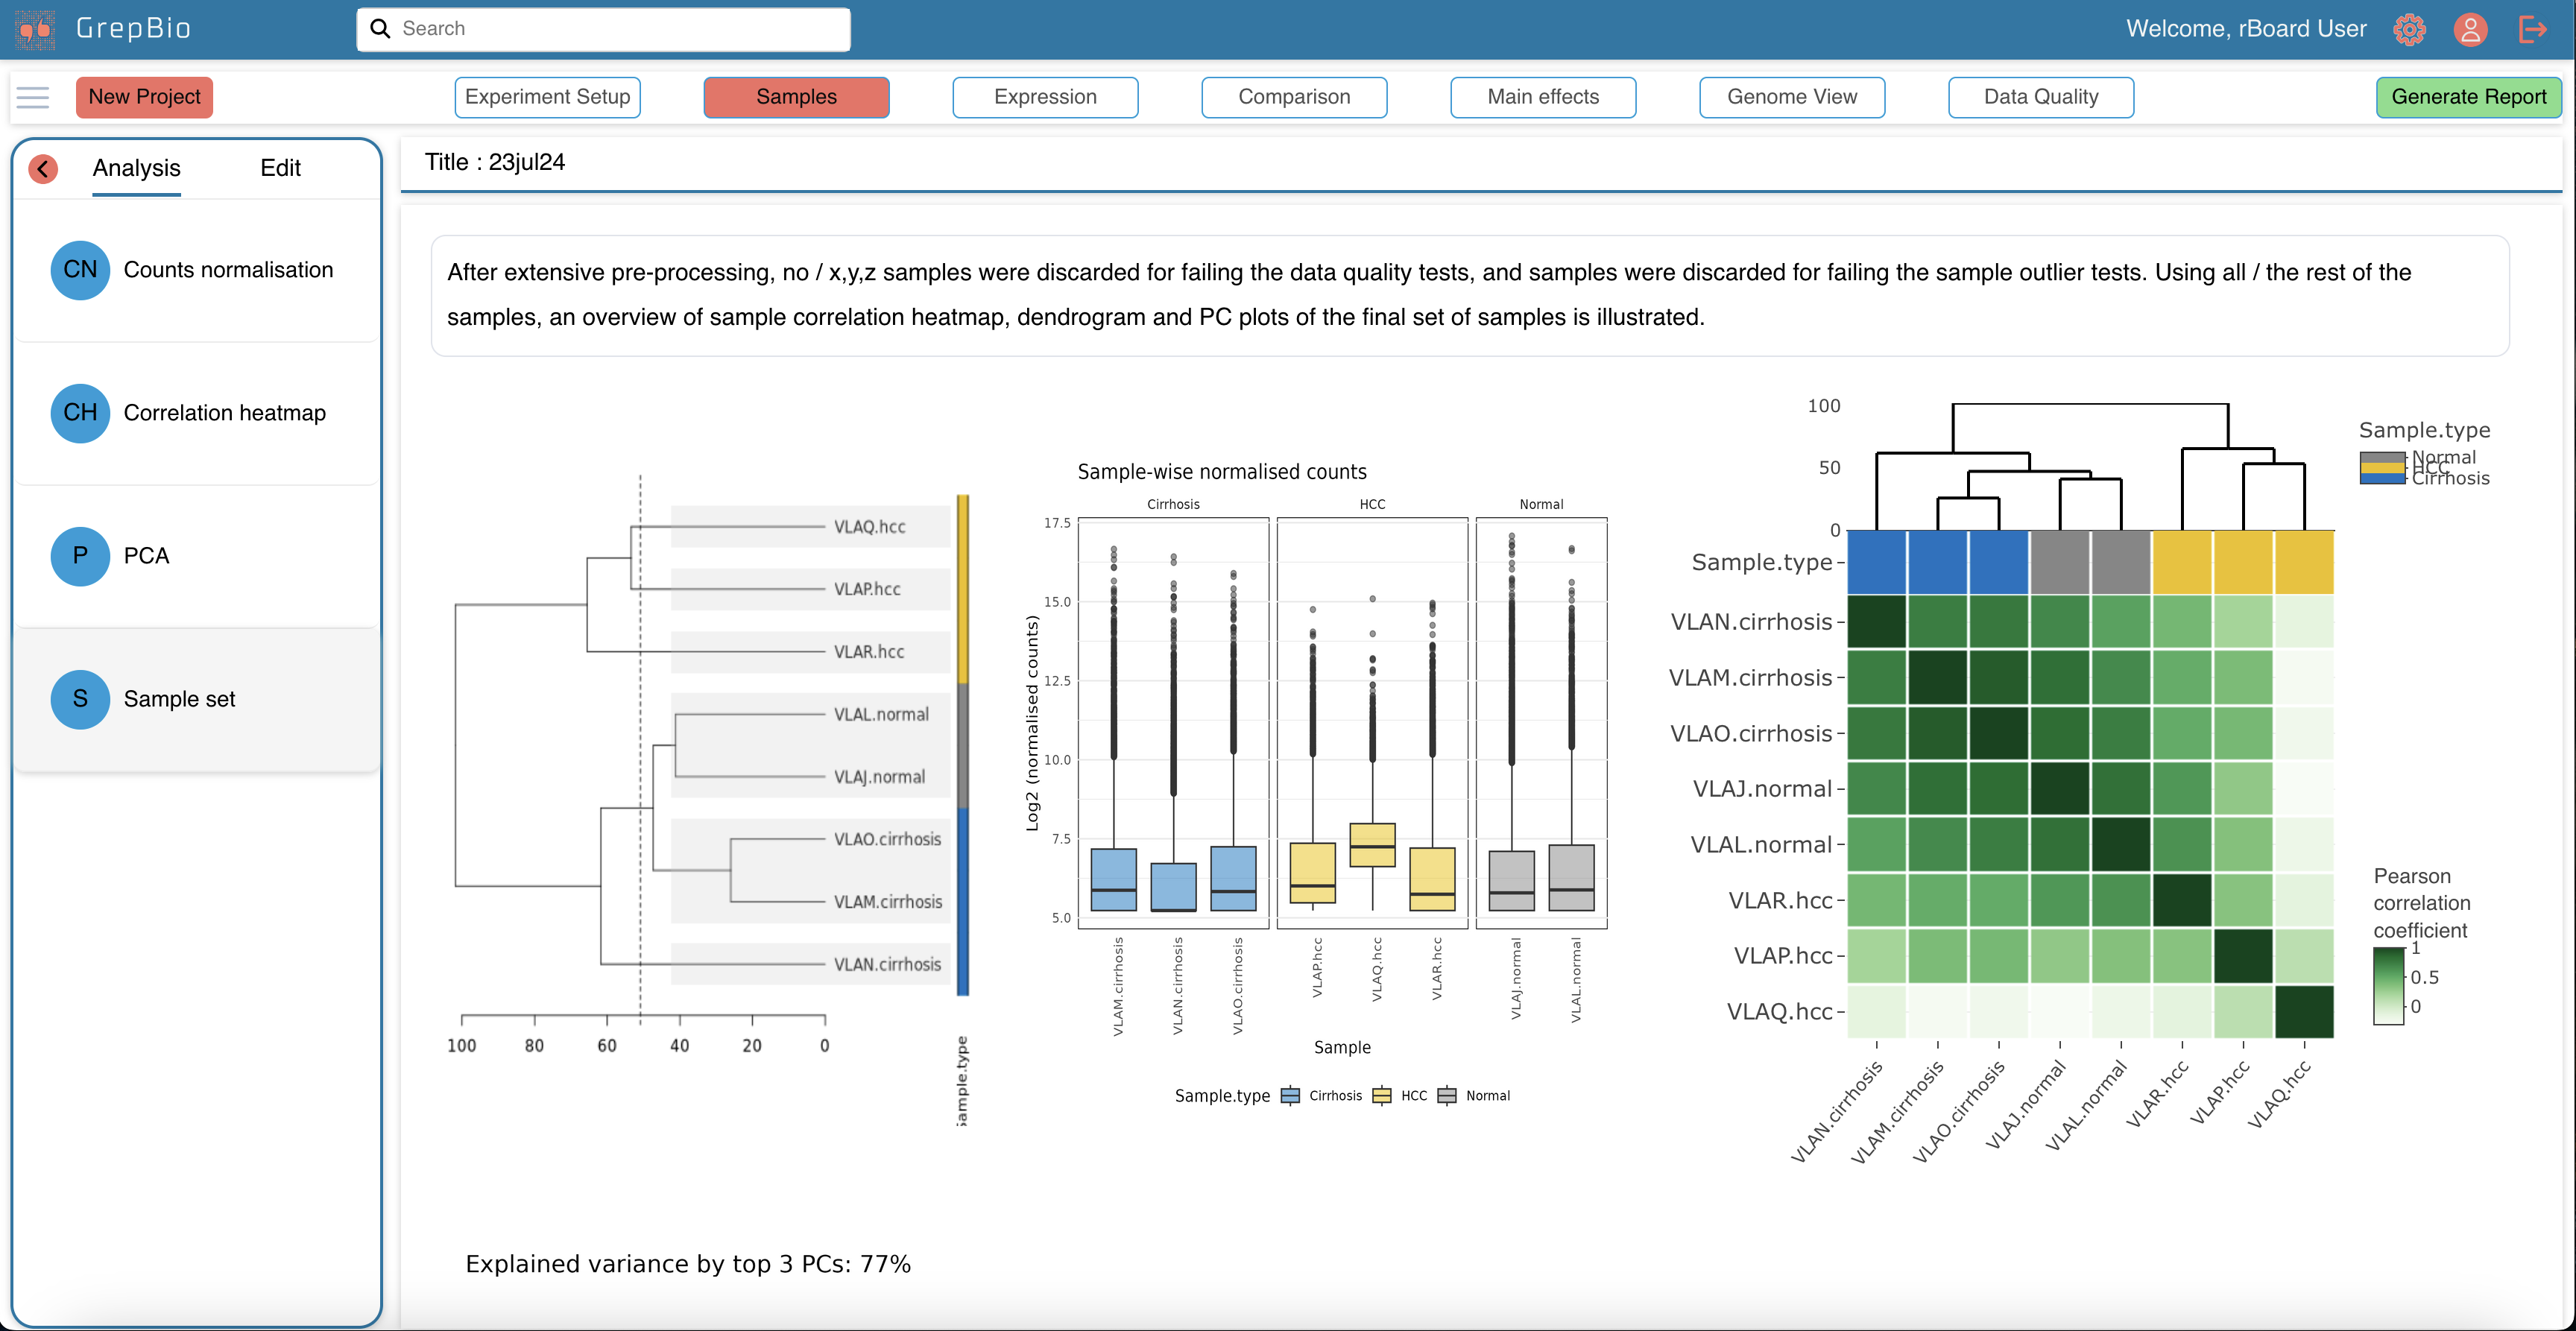 GrepBio
Search
Welcome, rBoard User
New Project
Experiment Setup
Samples
Expression
Comparison
Main effects
Genome View
Data Quality
Generate Report
Analysis
Edit
CN Counts normalisation
CH Correlation heatmap
P PCA
S Sample set
Title : 23jul24
After extensive pre-processing, no / x,y,z samples were discarded for failing the data quality tests, and samples were discarded for failing the sample outlier tests. Using all / the rest of the
samples, an overview of sample correlation heatmap, dendrogram and PC plots of the final set of samples is illustrated.
VLAQ.hcc
VLAP.hcc
VLAR.hcc
VLAL.normal
VLAJ.normal
VLAO.cirrhosis
VLAM.cirrhosis
VLAN.cirrhosis
100 80 60 40 20 0
Sample.type
Sample-wise normalised counts
Cirrhosis HCC Normal
Log2 (normalised counts)
17.5
15.0
12.5
10.0
7.5
5.0
VLAM.cirrhosis
VLAN.cirrhosis
VLAO.cirrhosis
VLAP.hcc
VLAQ.hcc
VLAR.hcc
VLAJ.normal
VLAL.normal
Sample
Sample.type Cirrhosis HCC Normal
100
50
0
Sample.type
Normal
HCC
Cirrhosis
Sample.type
VLAN.cirrhosis
VLAM.cirrhosis
VLAO.cirrhosis
VLAJ.normal
VLAL.normal
VLAR.hcc
VLAP.hcc
VLAQ.hcc
VLAN.cirrhosis
VLAM.cirrhosis
VLAO.cirrhosis
VLAJ.normal
VLAL.normal
VLAR.hcc
VLAP.hcc
VLAQ.hcc
Pearson
correlation
coefficient
1
0.5
0
Explained variance by top 3 PCs: 77%